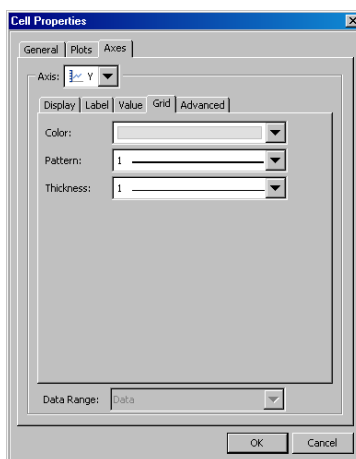 Cell Properties
General Plots Axes
Axis: Y
Display Label Value Grid Advanced
Color:
Pattern: 1
Thickness: 1
Data Range: Data
OK Cancel